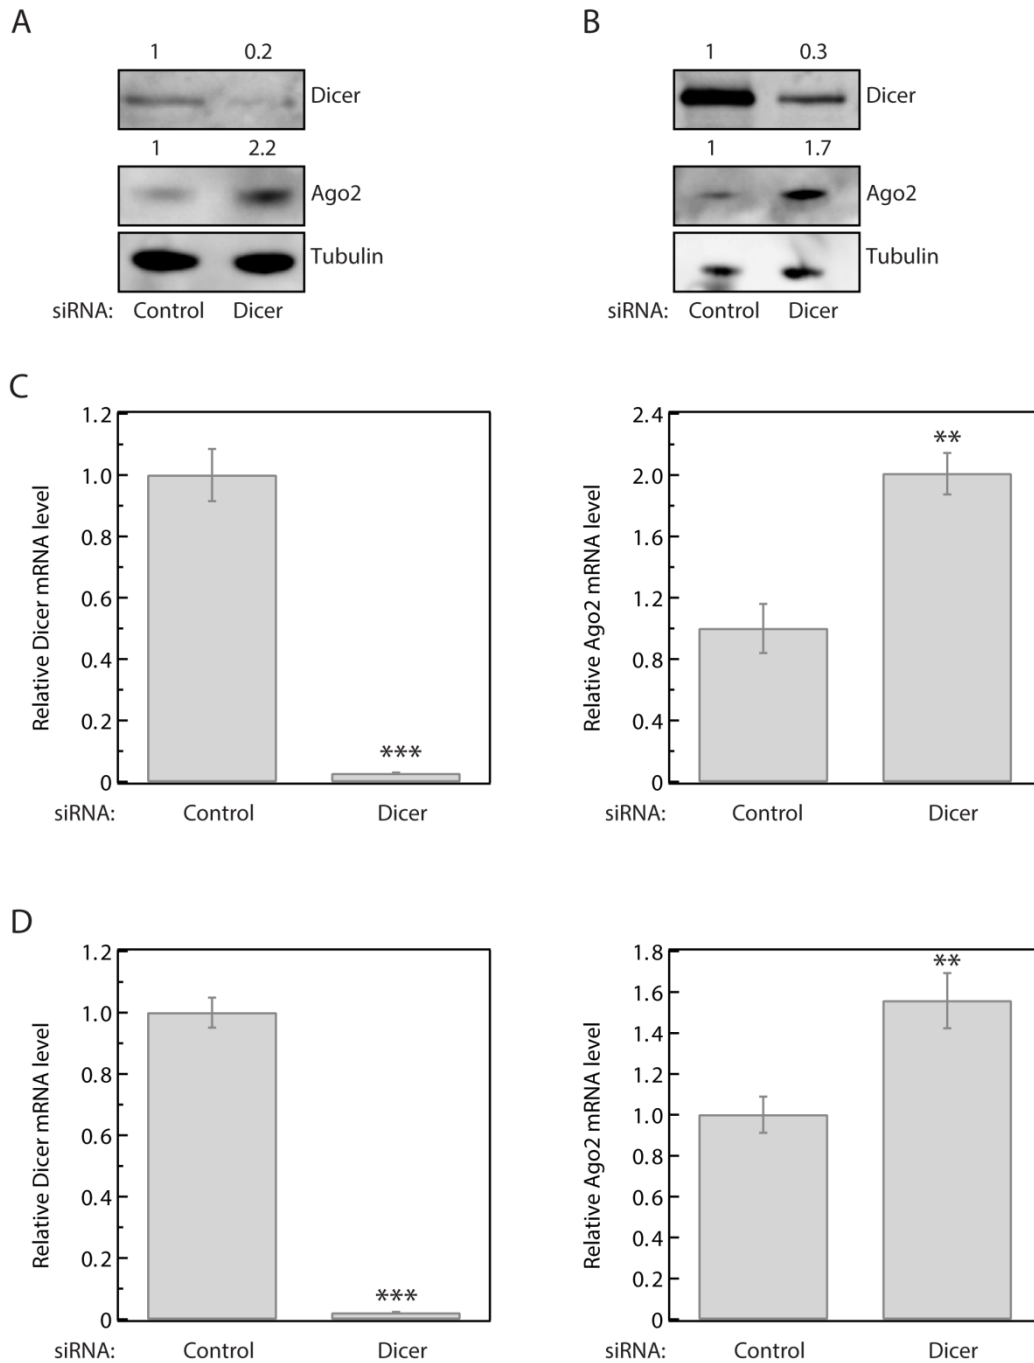 A
B
1 0.2
Dicer
1 2.2
Ago2
Tubulin
siRNA: Control Dicer
1 0.3
Dicer
1 1.7
Ago2
Tubulin
siRNA: Control Dicer
C
Relative Dicer mRNA level
1.2
1.0
0.8
0.6
0.4
0.2
0
***
siRNA: Control Dicer
Relative Ago2 mRNA level
2.4
2.0
1.6
1.2
0.8
0.4
0
**
siRNA: Control Dicer
D
Relative Dicer mRNA level
1.2
1.0
0.8
0.6
0.4
0.2
0
***
siRNA: Control Dicer
Relative Ago2 mRNA level
1.8
1.6
1.4
1.2
1.0
0.8
0.6
0.4
0.2
0
**
siRNA: Control Dicer